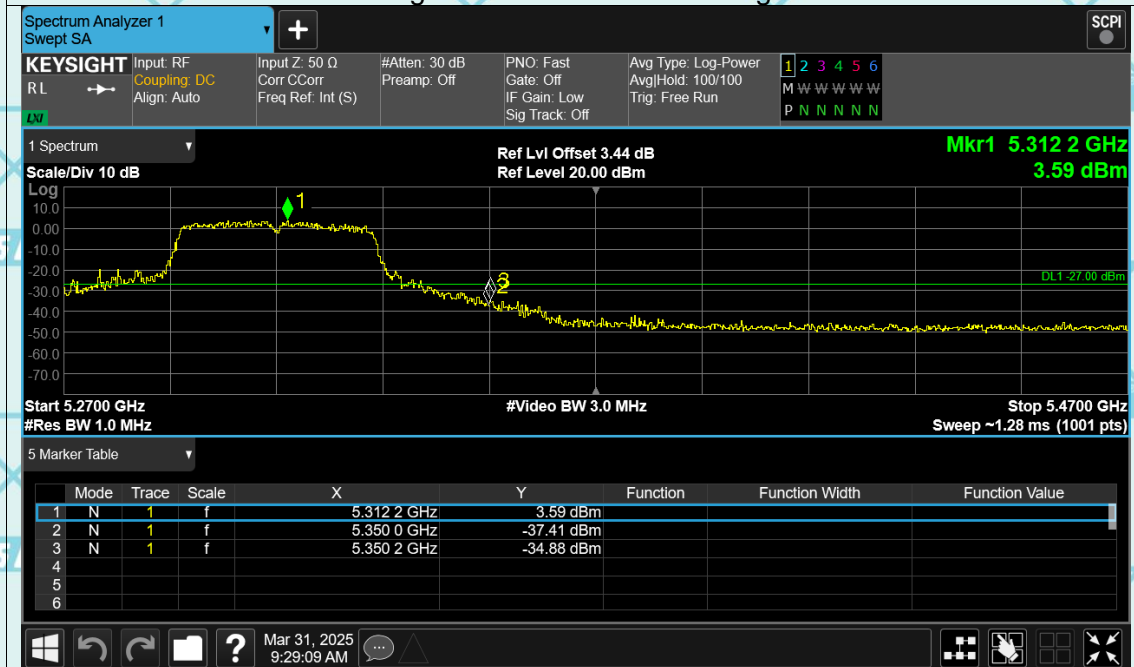 Spectrum Analyzer 1
Swept SA
+
SCPI
KEYSIGHT Input: RF Input Z: 50 Ω #Atten: 30 dB PNO: Fast Avg Type: Log-Power 1 2 3 4 5 6
RL Coupling: DC Corr CCorr Preamp: Off Gate: Off Avg|Hold: 100/100 M W W W W W
Align: Auto Freq Ref: Int (S) IF Gain: Low Trig: Free Run
LXI Sig Track: Off P N N N N N
1 Spectrum Ref Lvl Offset 3.44 dB Mkr1 5.312 2 GHz
Scale/Div 10 dB Ref Level 20.00 dBm 3.59 dBm
Log
1
10.0
0.00
-10.0
-20.0
3
DL1 -27.00 dBm
2
-30.0
-40.0
-50.0
-60.0
-70.0
Start 5.2700 GHz #Video BW 3.0 MHz Stop 5.4700 GHz
#Res BW 1.0 MHz Sweep ~1.28 ms (1001 pts)
5 Marker Table
Mode Trace Scale X Y Function Function Width Function Value
1 N 1 f 5.312 2 GHz 3.59 dBm
2 N 1 f 5.350 0 GHz -37.41 dBm
3 N 1 f 5.350 2 GHz -34.88 dBm
4
5
6
? Mar 31, 2025
9:29:09 AM